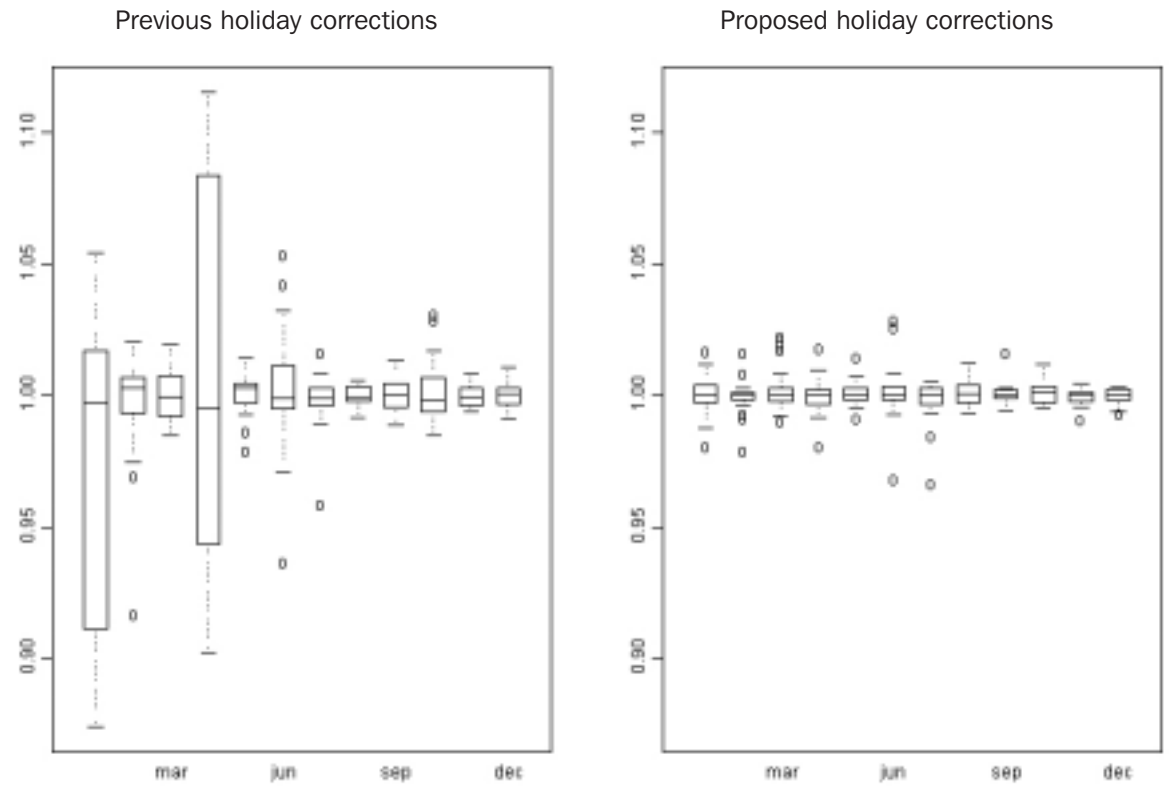 Previous holiday corrections
Proposed holiday corrections
1.10
1.05
1.00
0.95
0.90
mar
jun
sep
dec
1.10
1.05
1.00
0.95
0.90
mar
jun
sep
dec